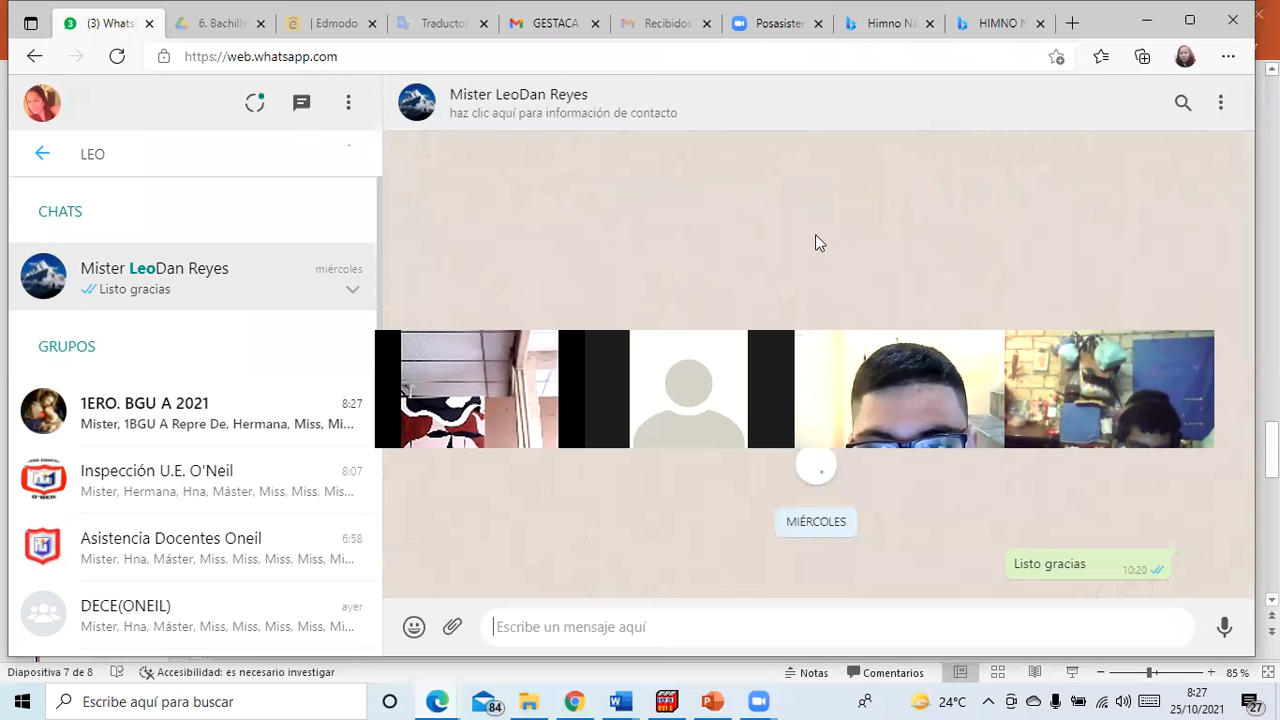 (3) Whats
6. Bachille
| Edmodo
Traductor
GESTACA
Recibidos
Posasister
Himno Na
HIMNO N
https://web.whatsapp.com
Mister LeoDan Reyes
haz clic aquí para información de contacto
LEO
CHATS
Mister LeoDan Reyes
miércoles
Listo gracias
GRUPOS
1ERO. BGU A 2021
8:27
Mister, 1BGU A Repre De, Hermana, Miss, Mi...
Inspección U.E. O'Neil
8:07
Mister, Hermana, Hna, Máster, Miss, Miss, Mis...
Asistencia Docentes Oneil
6:58
Mister, Hna, Máster, Miss, Miss, Miss, Miss, Mi...
DECE(ONEIL)
ayer
Mister, Hna, Máster, Miss, Miss, Miss, Miss, Mi...
MIÉRCOLES
Listo gracias
10:20
Escribe un mensaje aquí
Diapositiva 7 de 8
Accesibilidad: es necesario investigar
Notas
Comentarios
85 %
Escribe aquí para buscar
84
24°C
8:27
25/10/2021
27